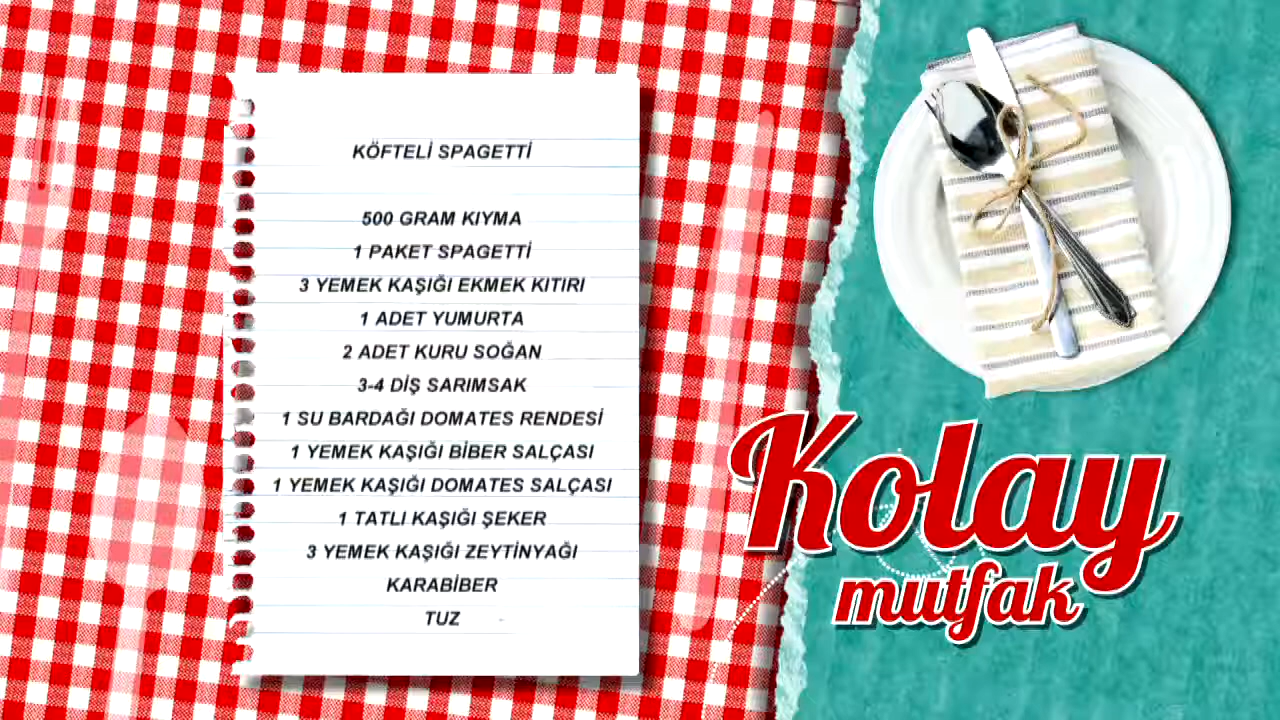 KÖFTELİ SPAGETTİ
500 GRAM KIYMA
1 PAKET SPAGETTİ
3 YEMEK KAŞIĞI EKMEK KITIRI
1 ADET YUMURTA
2 ADET KURU SOĞAN
3-4 DİŞ SARIMSAK
1 SU BARDAĞI DOMATES RENDESİ
1 YEMEK KAŞIĞI BİBER SALÇASI
1 YEMEK KAŞIĞI DOMATES SALÇASI
1 TATLI KAŞIĞI ŞEKER
3 YEMEK KAŞIĞI ZEYTİNYAĞI
KARABİBER
TUZ
Kolay
mutfak